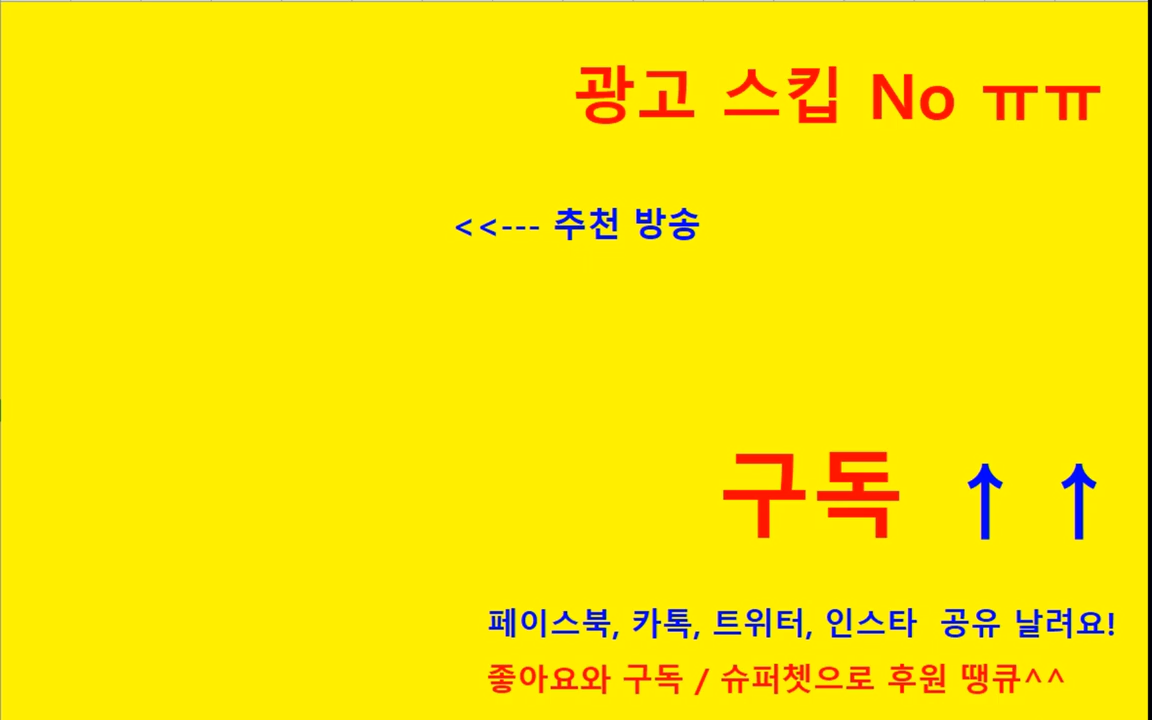 광고 스킵 No ㅠㅠ
<<--- 추천 방송
구독 ↑ ↑
페이스북, 카톡, 트위터, 인스타 공유 날려요!
좋아요와 구독 / 슈퍼쳇으로 후원 땡큐^^